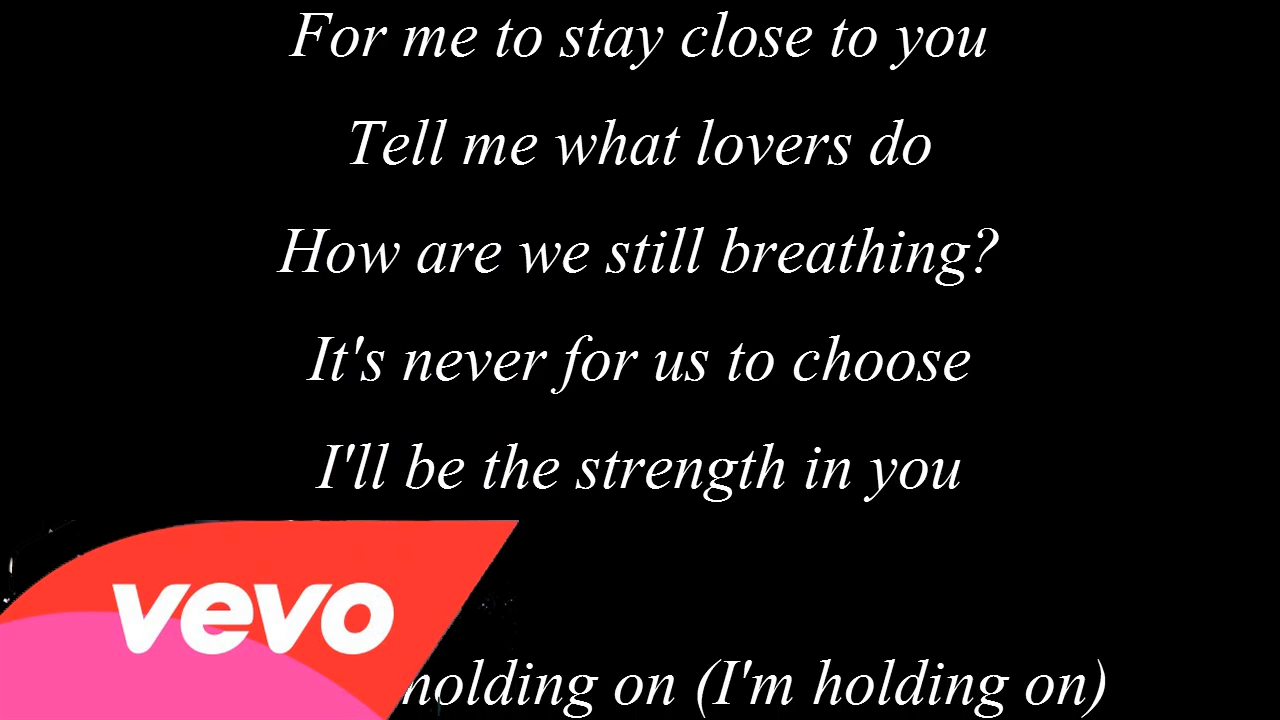 For me to stay close to you
Tell me what lovers do
How are we still breathing?
It's never for us to choose
I'll be the strength in you
vevo
holding on (I'm holding on)